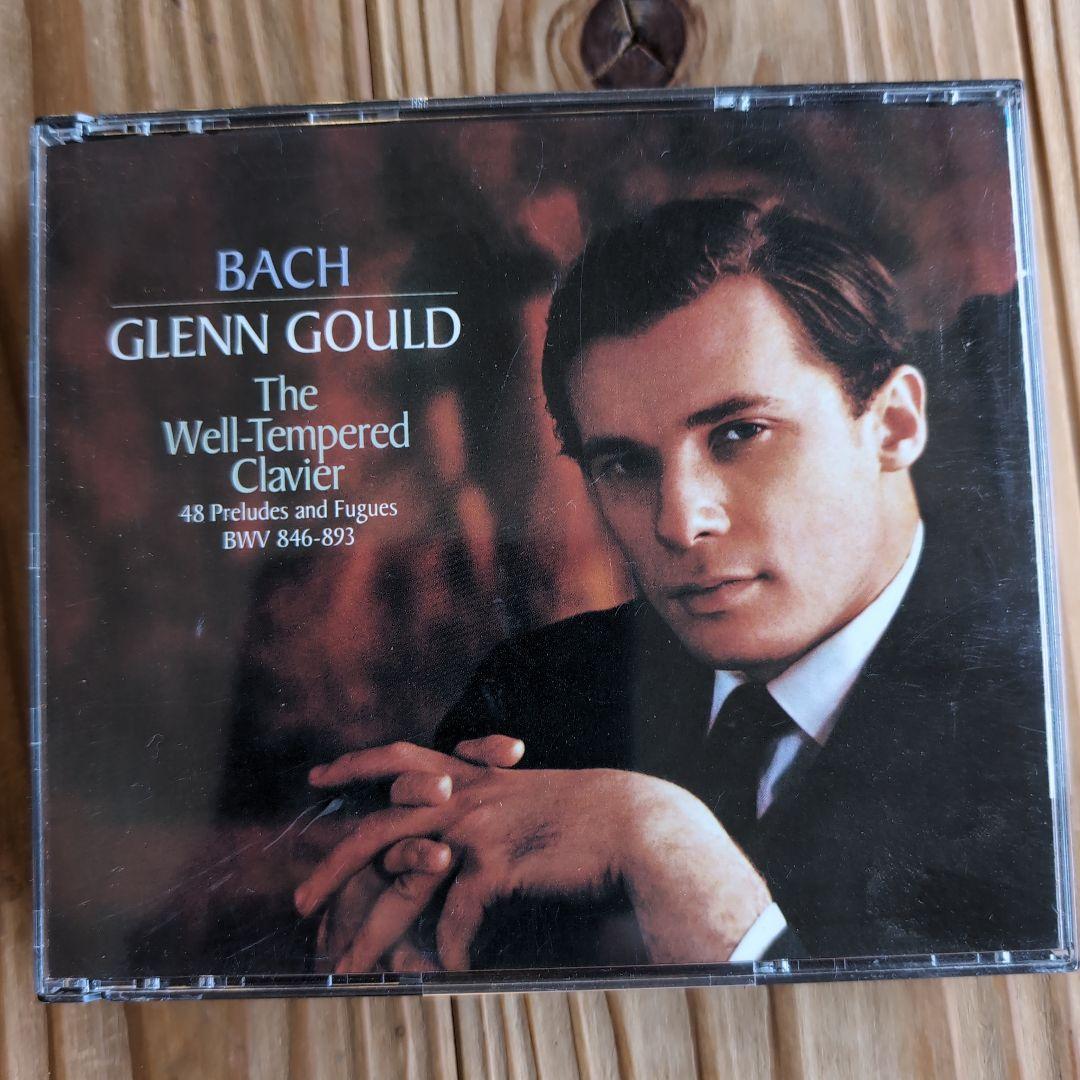 BACH
GLENN GOULD
The
Well-Tempered
Clavier
48 Preludes and Fugues
BWV 846-893